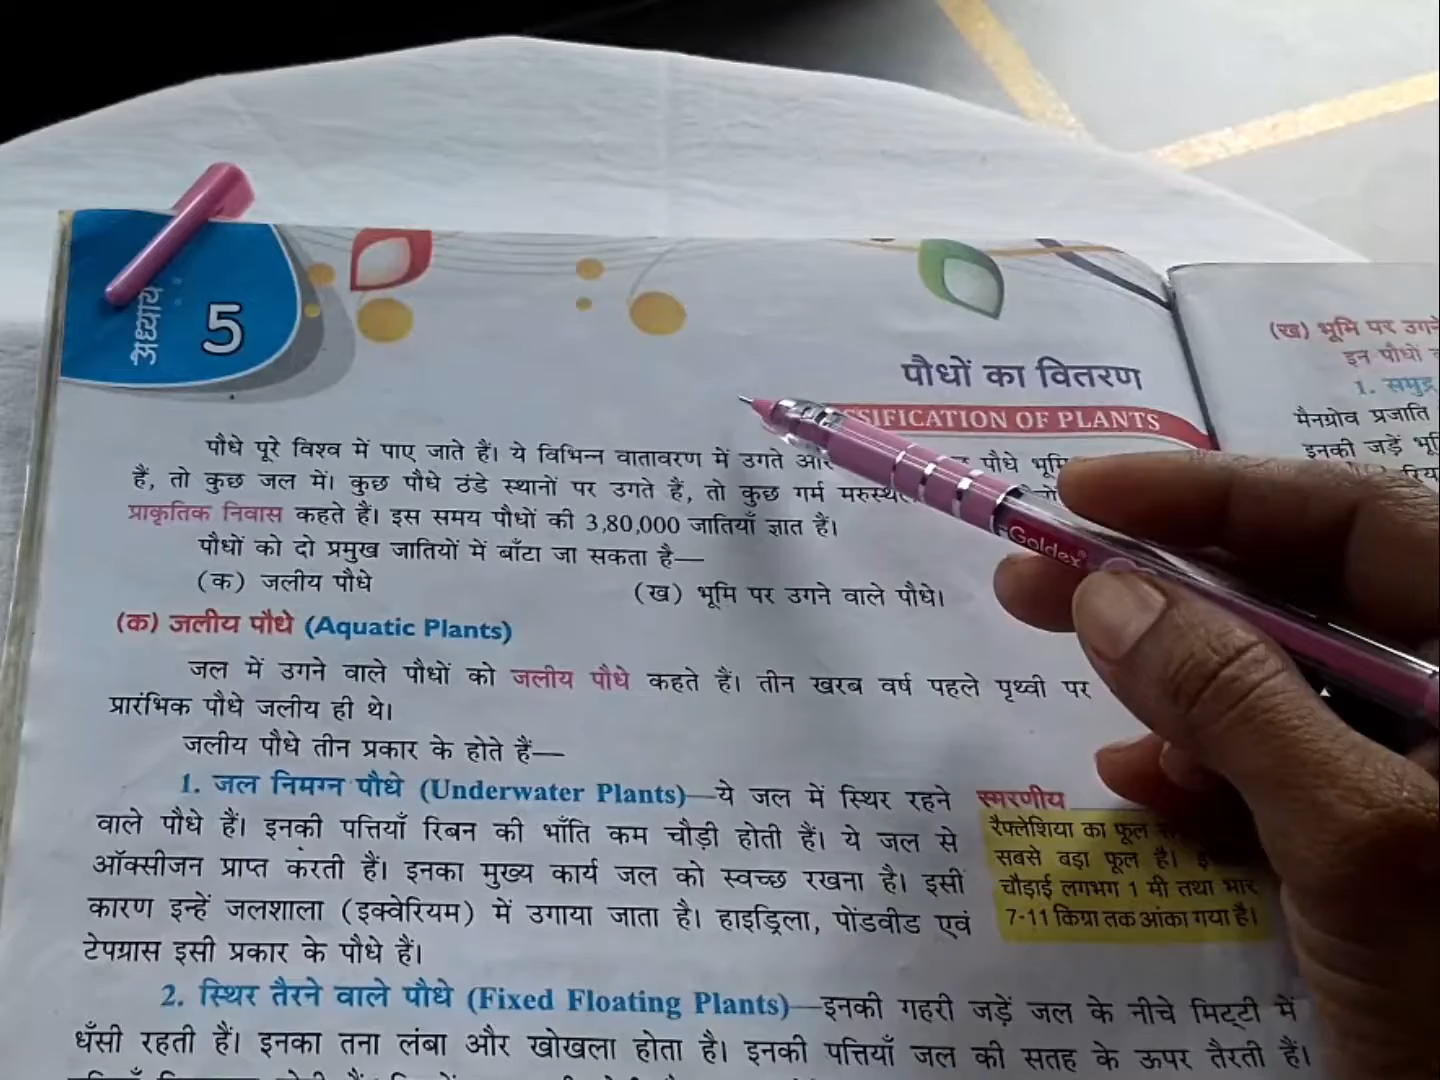 अध्याय
5
पौधों का वितरण
SSIFICATION OF PLANTS
पौधे पूरे विश्व में पाए जाते हैं। ये विभिन्न वातावरण में उगते और पौधे भूमि
हैं, तो कुछ जल में। कुछ पौधे ठंडे स्थानों पर उगते हैं, तो कुछ गर्म
प्राकृतिक निवास कहते हैं। इस समय पौधों की 3,80,000 जातियाँ ज्ञात हैं।
पौधों को दो प्रमुख जातियों में बाँटा जा सकता है—
(क) जलीय पौधे (ख) भूमि पर उगने वाले पौधे।
(क) जलीय पौधे (Aquatic Plants)
जल में उगने वाले पौधों को जलीय पौधे कहते हैं। तीन खरब वर्ष पहले पृथ्वी पर
प्रारंभिक पौधे जलीय ही थे।
जलीय पौधे तीन प्रकार के होते हैं—
1. जल निमग्न पौधे (Underwater Plants)—ये जल में स्थिर रहने
वाले पौधे हैं। इनकी पत्तियाँ रिबन की भाँति कम चौड़ी होती हैं। ये जल से
ऑक्सीजन प्राप्त करती हैं। इनका मुख्य कार्य जल को स्वच्छ रखना है। इसी
कारण इन्हें जलशाला (इक्वेरियम) में उगाया जाता है। हाइड्रिला, पोंडवीड एवं
टेपग्रास इसी प्रकार के पौधे हैं।
स्मरणीय
रैफ्लेशिया का फूल
सबसे बड़ा फूल है।
चौड़ाई लगभग 1 मी तथा भार
7-11 किग्रा तक आंका गया है।
2. स्थिर तैरने वाले पौधे (Fixed Floating Plants)—इनकी गहरी जड़ें जल के नीचे मिट्टी में
धँसी रहती हैं। इनका तना लंबा और खोखला होता है। इनकी पत्तियाँ जल की सतह के ऊपर तैरती हैं।
(ख) भूमि पर उगने
इन पौधों
1. समुद्र
मैनग्रोव प्रजाति
इनकी जड़ें
Goldex